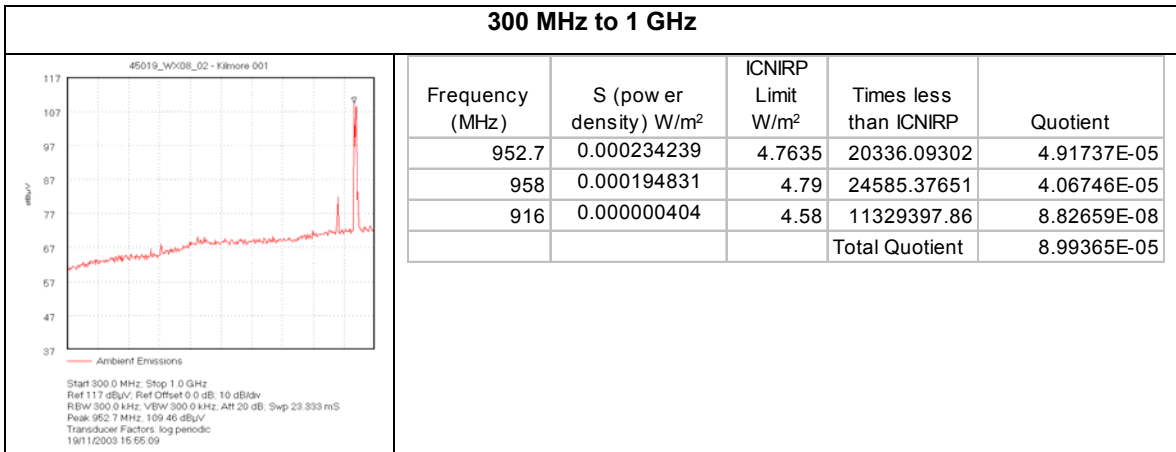 300 MHz to 1 GHz
45019_WX08_02 - Kilmore 001
117
107
97
87
77
67
57
47
37
dBµV
Ambient Emissions
Start 300.0 MHz; Stop 1.0 GHz
Ref 117 dBµV; Ref Offset 0.0 dB; 10 dB/div
RBW 300.0 kHz; VBW 300.0 kHz; Att 20 dB; Swp 23.333 mS
Peak 952.7 MHz, 109.46 dBµV
Transducer Factors: log periodic
19/11/2003 15:55:09
Frequency (MHz) S (pow er density) W/m² ICNIRP Limit W/m² Times less than ICNIRP Quotient
952.7 0.000234239 4.7635 20336.09302 4.91737E-05
958 0.000194831 4.79 24585.37651 4.06746E-05
916 0.000000404 4.58 11329397.86 8.82659E-08
Total Quotient 8.99365E-05